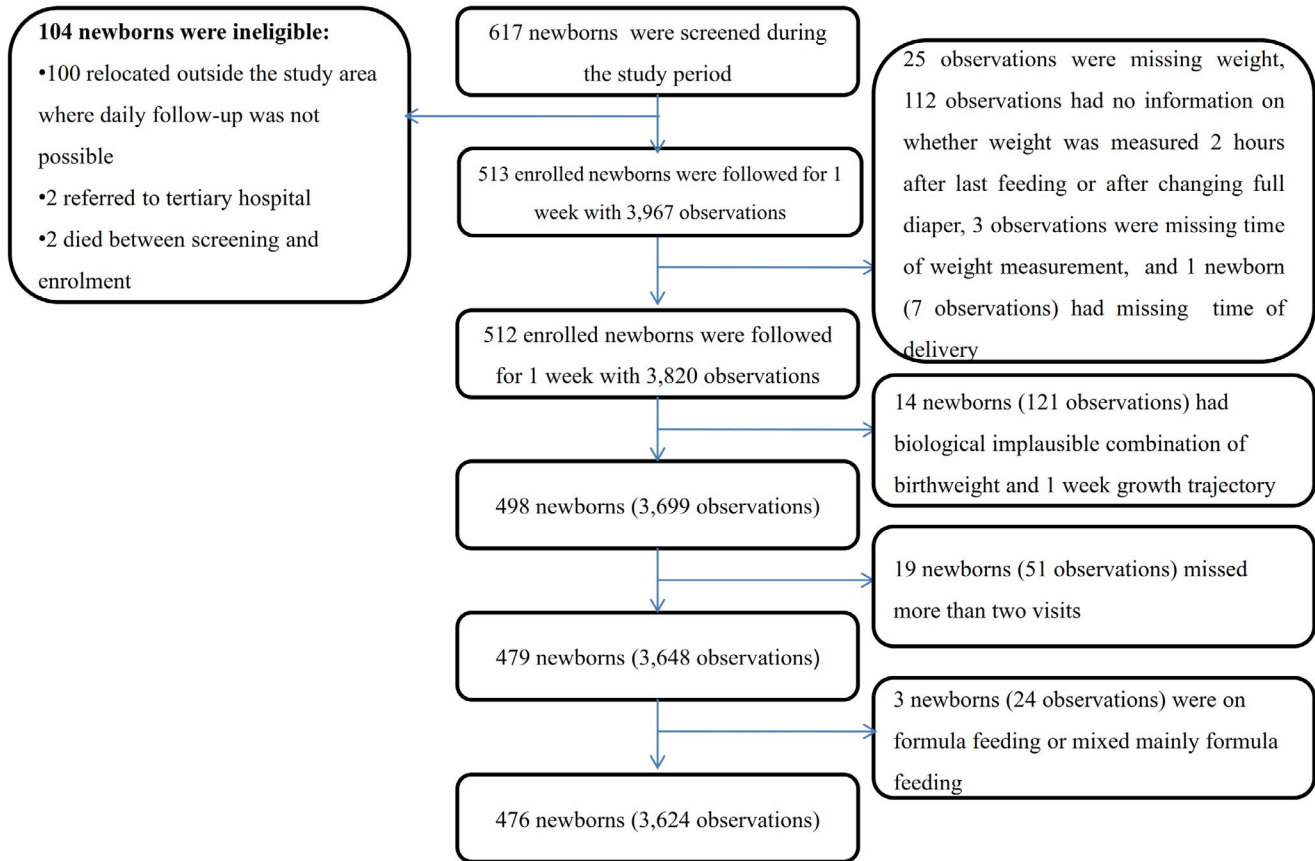 104 newborns were ineligible:
•100 relocated outside the study area
where daily follow-up was not
possible
•2 referred to tertiary hospital
•2 died between screening and
enrolment
617 newborns were screened during
the study period
25 observations were missing weight,
112 observations had no information on
whether weight was measured 2 hours
after last feeding or after changing full
diaper, 3 observations were missing time
of weight measurement, and 1 newborn
(7 observations) had missing time of
delivery
513 enrolled newborns were followed for 1
week with 3,967 observations
512 enrolled newborns were followed
for 1 week with 3,820 observations
14 newborns (121 observations) had
biological implausible combination of
birthweight and 1 week growth trajectory
498 newborns (3,699 observations)
19 newborns (51 observations) missed
more than two visits
479 newborns (3,648 observations)
3 newborns (24 observations) were on
formula feeding or mixed mainly formula
feeding
476 newborns (3,624 observations)